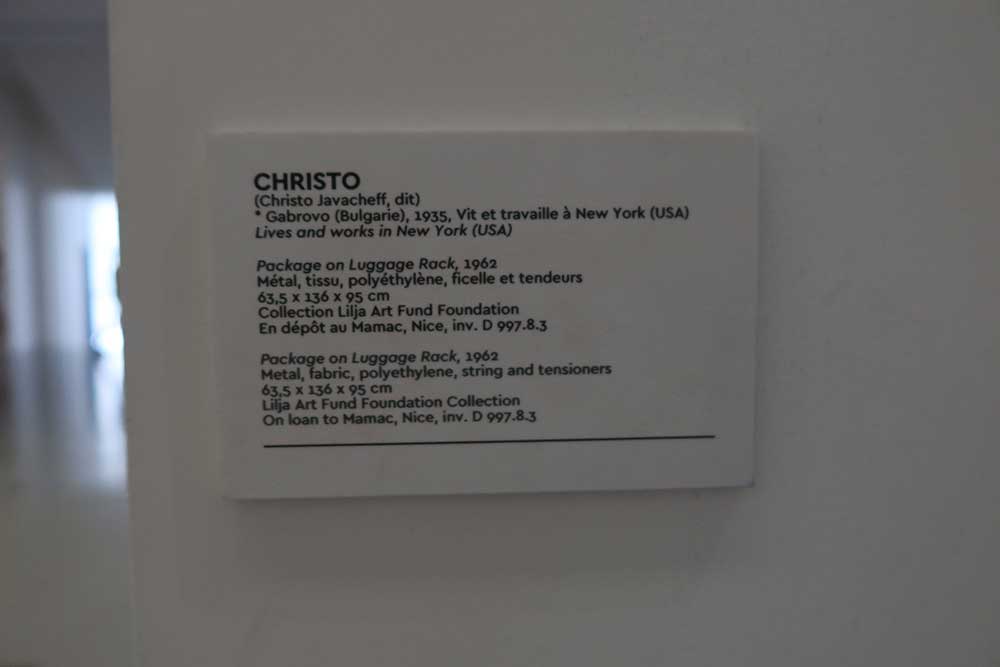 CHRISTO
(Christo Javacheff, dit)
* Gabrovo (Bulgarie), 1935, Vit et travaille à New York (USA)
Lives and works in New York (USA)
Package on Luggage Rack, 1962
Métal, tissu, polyéthylène, ficelle et tendeurs
63,5 x 136 x 95 cm
Collection Lilja Art Fund Foundation
En dépôt au Mamac, Nice, inv. D 997.8.3
Package on Luggage Rack, 1962
Metal, fabric, polyethylene, string and tensioners
63,5 x 136 x 95 cm
Lilja Art Fund Foundation Collection
On loan to Mamac, Nice, inv. D 997.8.3